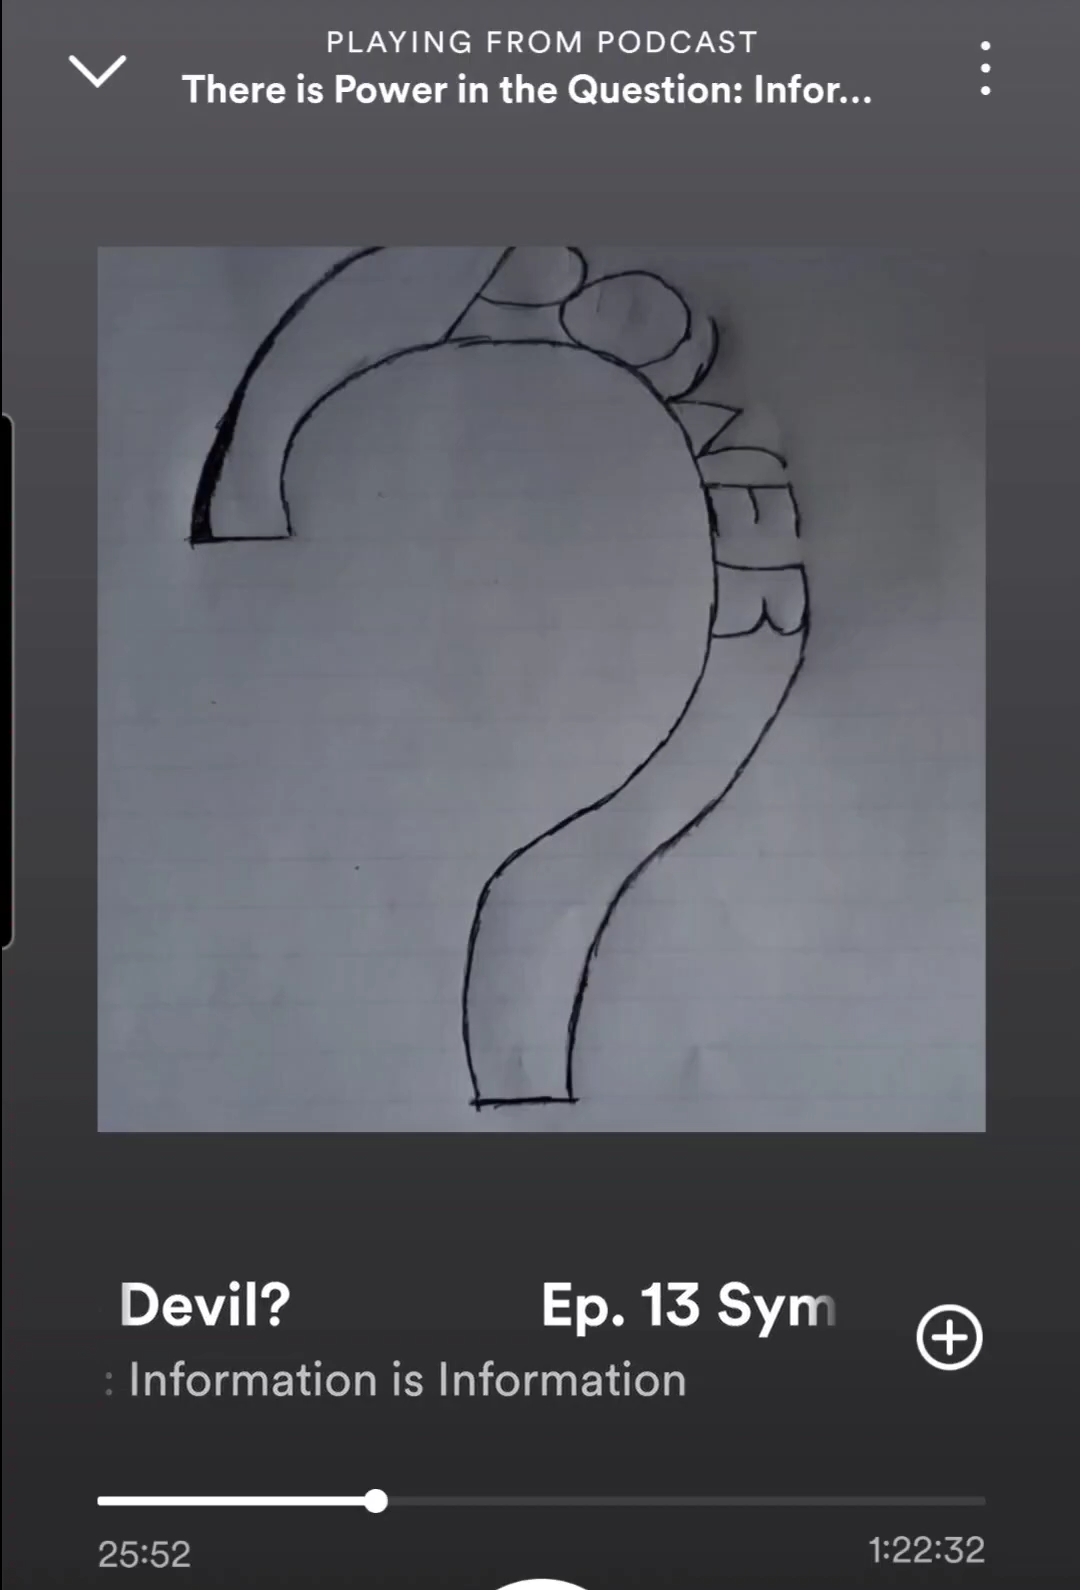 PLAYING FROM PODCAST
There is Power in the Question: Infor...
POWER
Devil? Ep. 13 Sym
: Information is Information
25:52 1:22:32